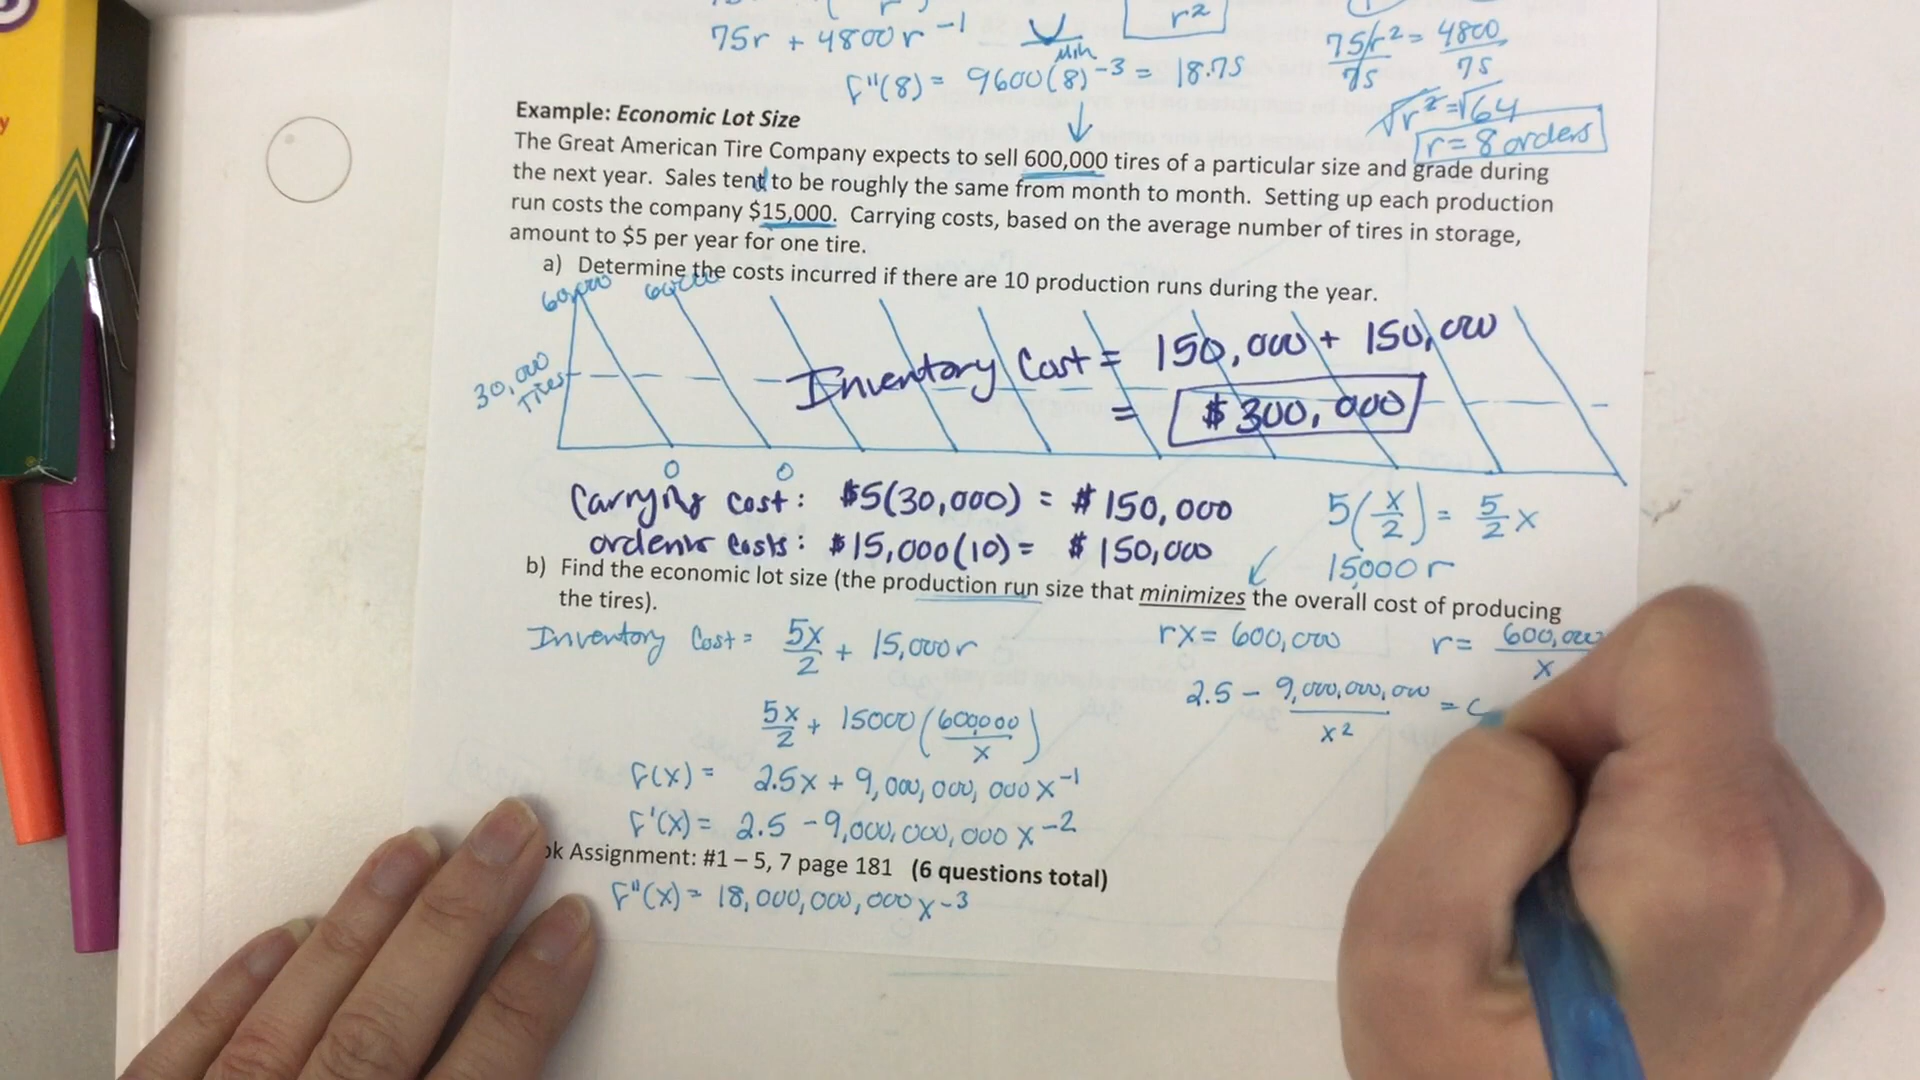 r²
75r + 4800r⁻¹
Min
75r² = 4800
75 75
F"(8) = 9600(8)⁻³ = 18.75
√r² = √64
r = 8 orders
Example: Economic Lot Size
The Great American Tire Company expects to sell 600,000 tires of a particular size and grade during
the next year. Sales tend to be roughly the same from month to month. Setting up each production
run costs the company $15,000. Carrying costs, based on the average number of tires in storage,
amount to $5 per year for one tire.
a) Determine the costs incurred if there are 10 production runs during the year.
60,000 60,000
30,000
Tires
Inventory Cost = 150,000 + 150,000
= $300,000
0 0
Carrying cost: $5(30,000) = $150,000
5(x/2) = 5/2 x
ordering costs: $15,000(10) = $150,000
15,000r
b) Find the economic lot size (the production run size that minimizes the overall cost of producing
the tires).
Inventory Cost = 5x/2 + 15,000r
rx = 600,000 r = 600,000/x
5x/2 + 15000(600,000/x)
2.5 - 9,000,000,000/x² =
F(x) = 2.5x + 9,000,000,000x⁻¹
F'(x) = 2.5 - 9,000,000,000x⁻²
Assignment: #1 – 5, 7 page 181 (6 questions total)
F"(x) = 18,000,000,000x⁻³